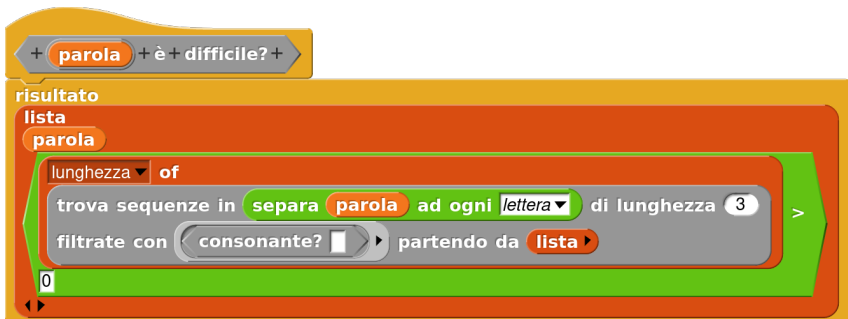 + parola + è + difficile? +
risultato
lista
parola
lunghezza of
trova sequenze in separa parola ad ogni lettera di lunghezza 3
filtrate con consonante? partendo da lista
>
0